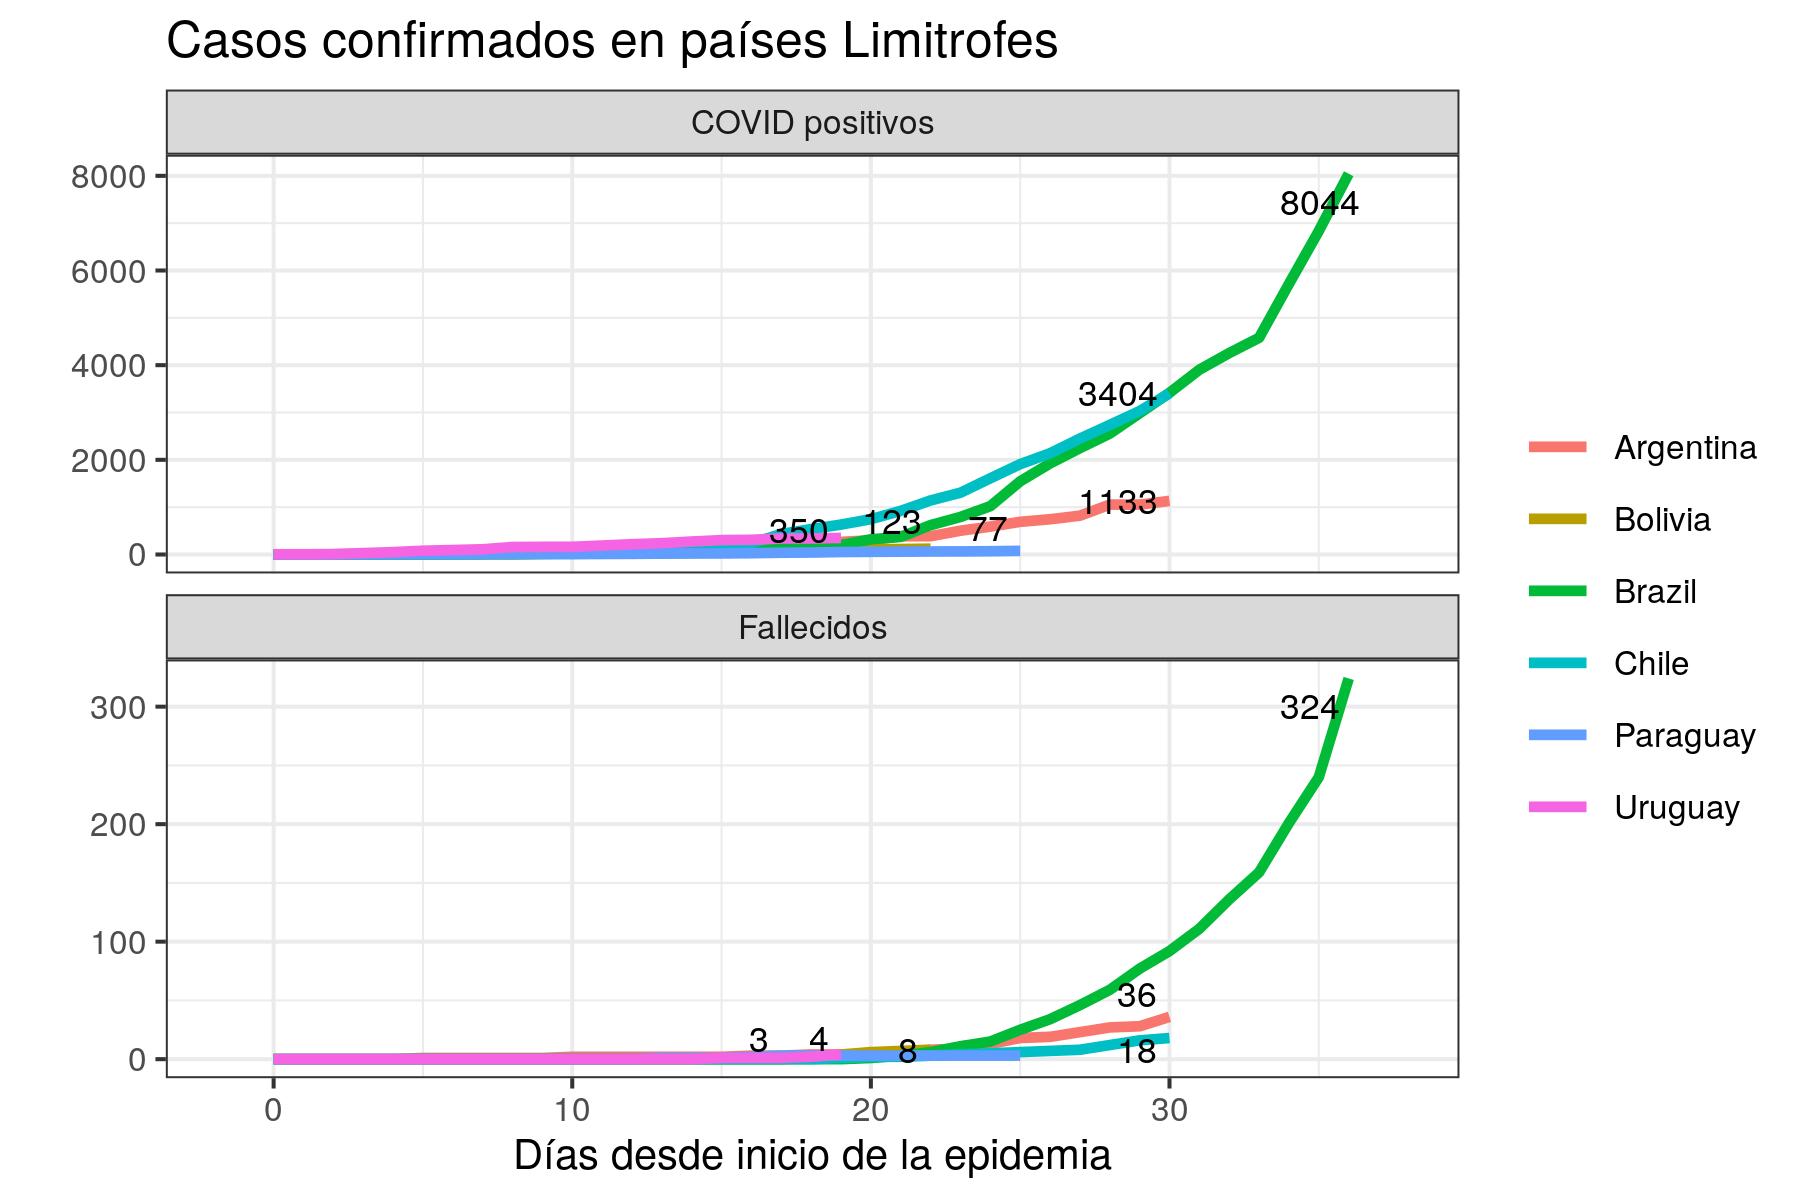 Casos confirmados en países Limitrofes
COVID positivos
8000
6000
4000
2000
0
8044
3404
1133
350
123
77
Fallecidos
300
200
100
0
324
36
3
4
8
18
0 10 20 30
Días desde inicio de la epidemia
Argentina
Bolivia
Brazil
Chile
Paraguay
Uruguay